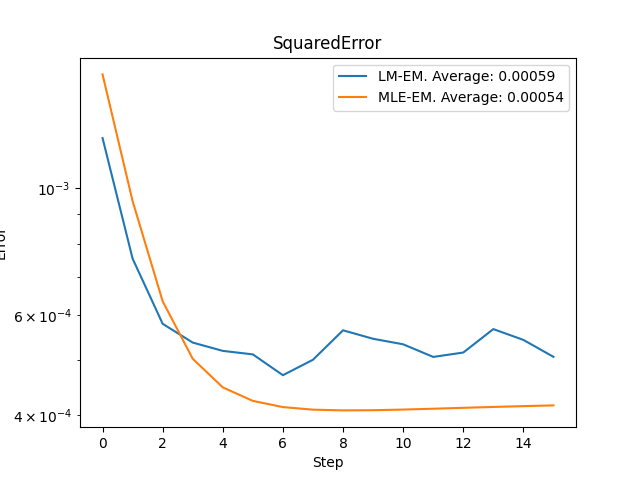 SquaredError
LM-EM. Average: 0.00059
MLE-EM. Average: 0.00054
10⁻³
6 × 10⁻⁴
4 × 10⁻⁴
Error
0 2 4 6 8 10 12 14
Step